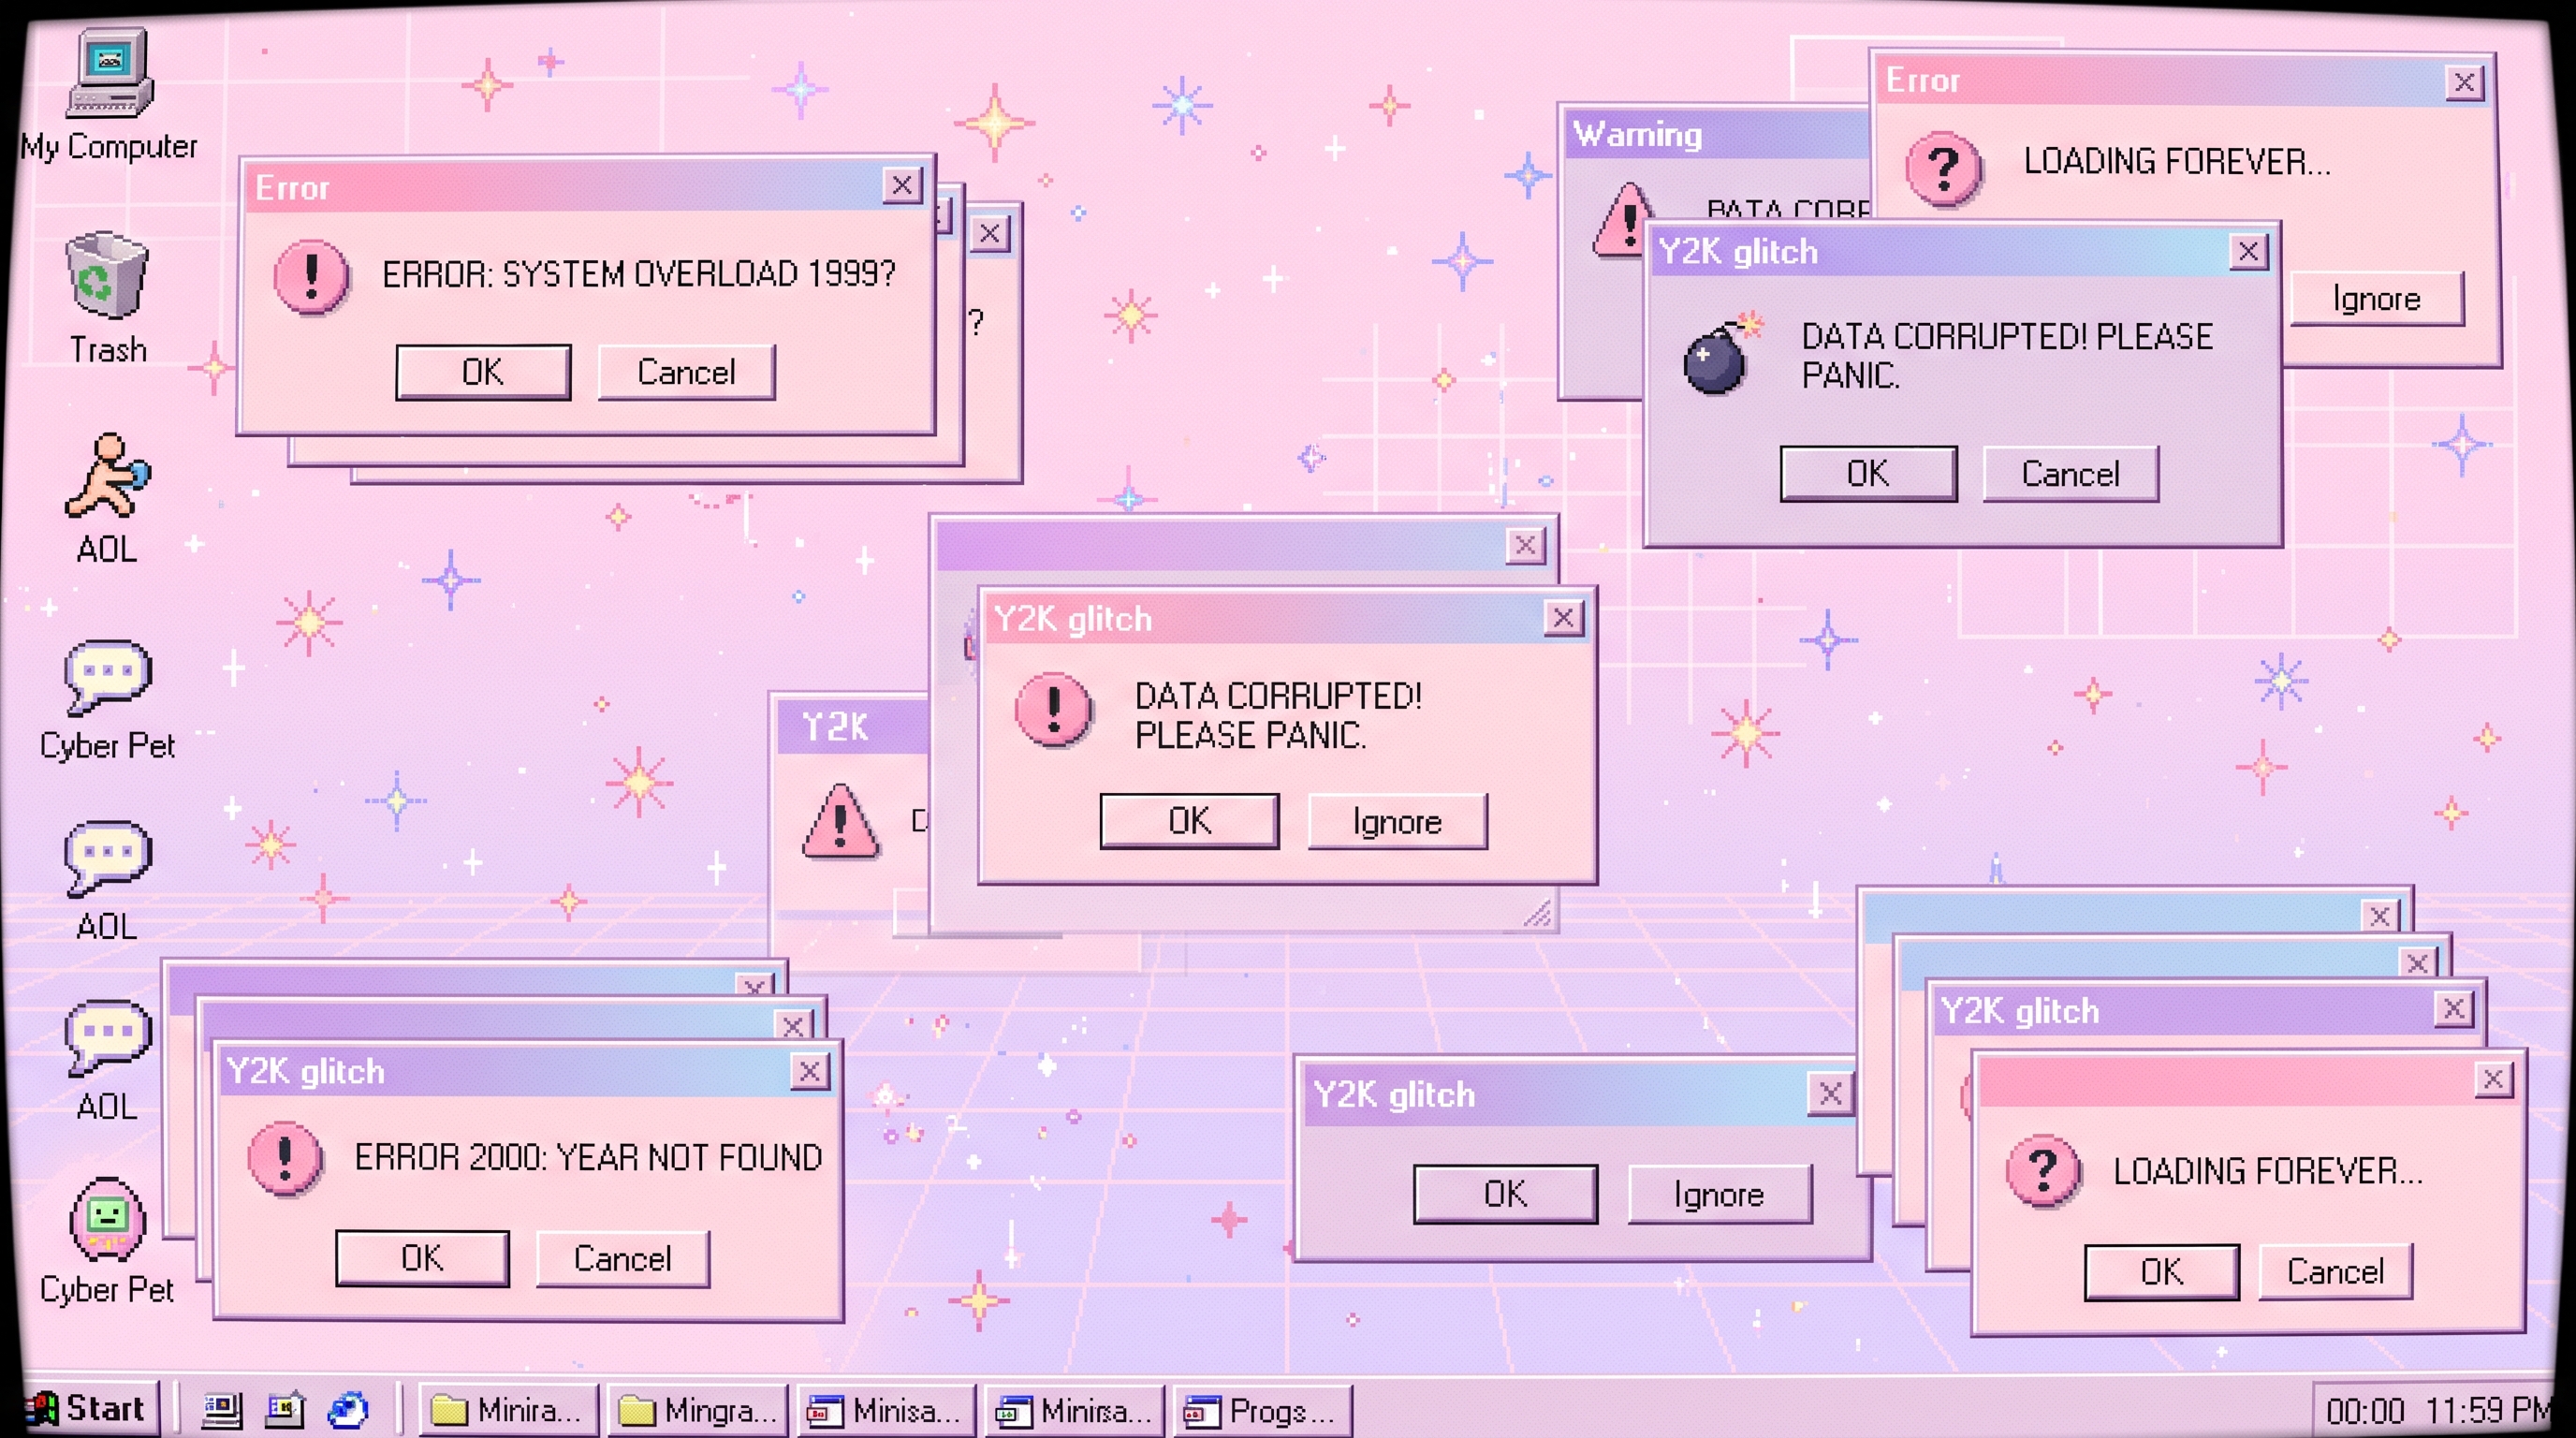 My Computer
Trash
AOL
Cyber Pet
AOL
AOL
Cyber Pet
Error
ERROR: SYSTEM OVERLOAD 1999?
OK Cancel
?
Warning
Error
LOADING FOREVER...
Ignore
Y2K glitch
DATA CORRUPTED! PLEASE
PANIC.
OK Cancel
Y2K
Y2K glitch
DATA CORRUPTED!
PLEASE PANIC.
OK Ignore
Y2K glitch
ERROR 2000: YEAR NOT FOUND
OK Cancel
Y2K glitch
OK Ignore
Y2K glitch
LOADING FOREVER...
OK Cancel
Start Minira... Mingra... Minisa... Progs... 00:00 11:59 PM